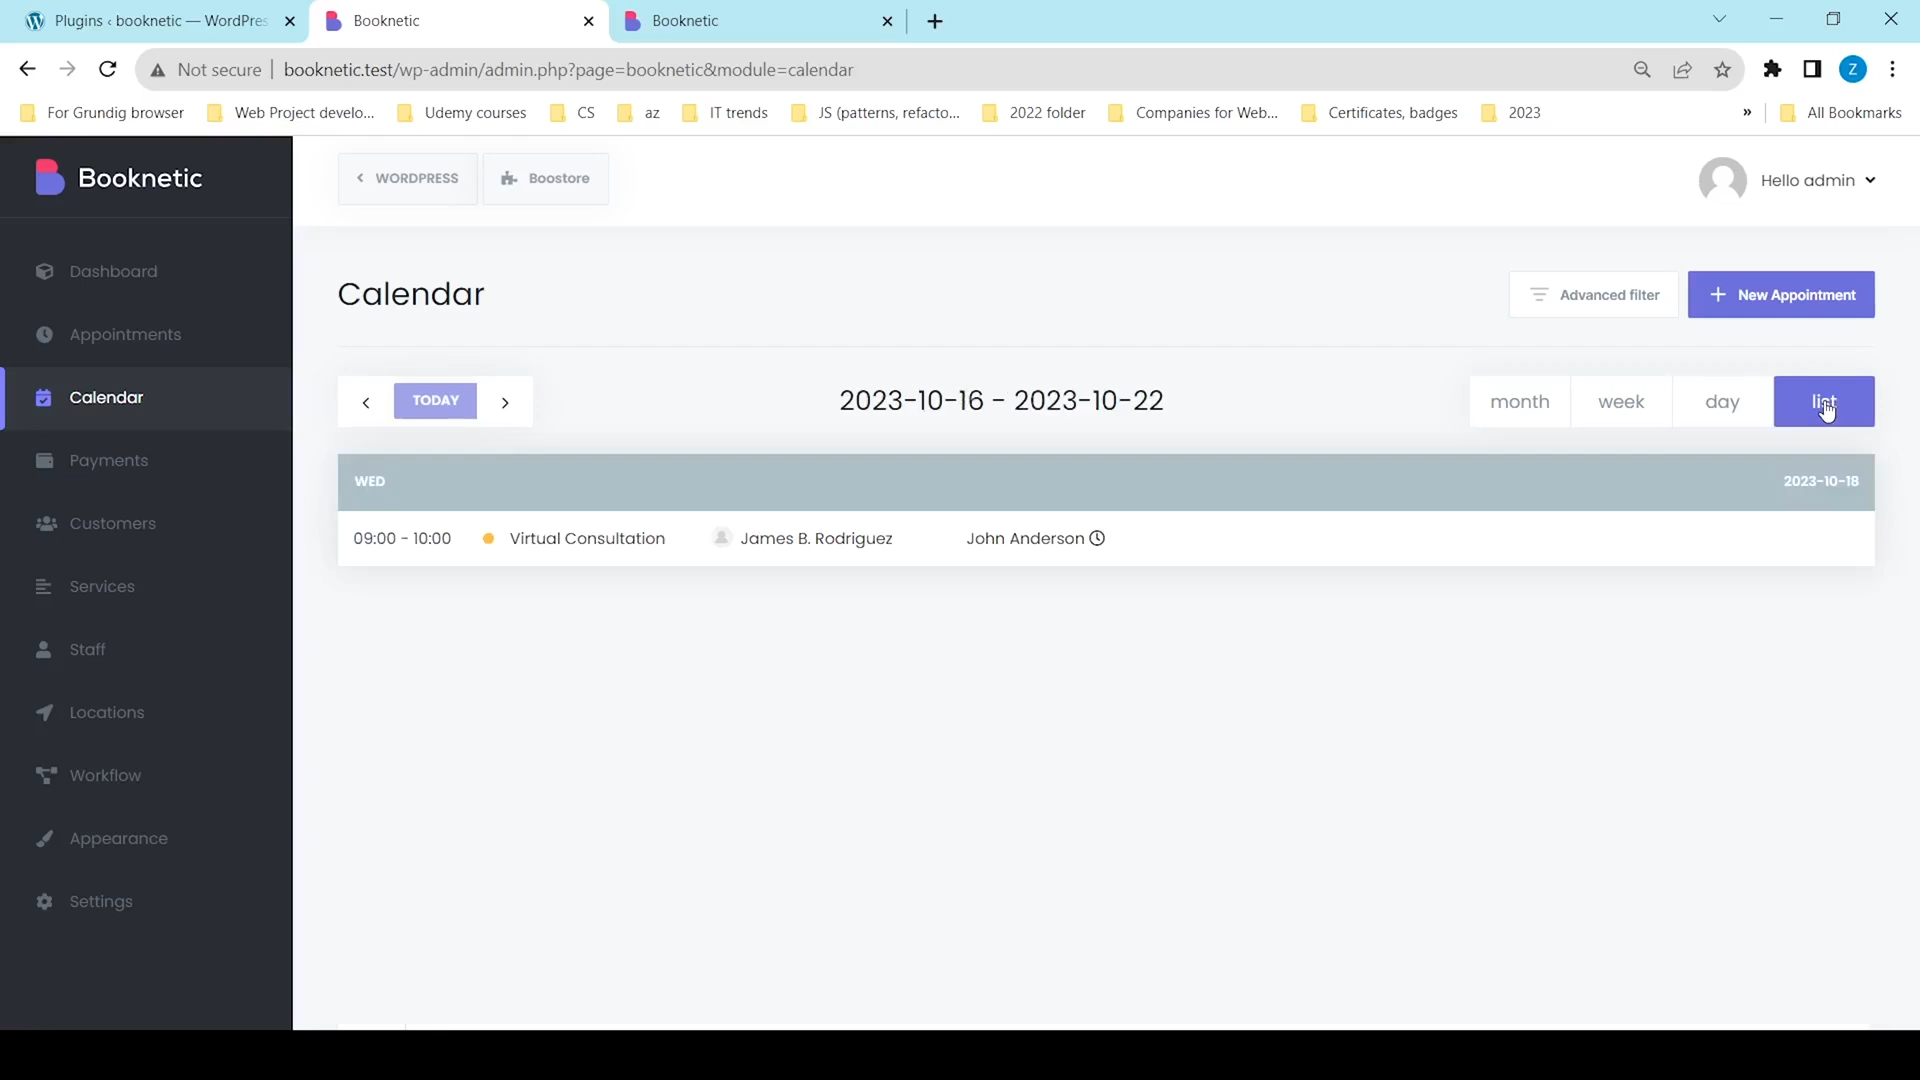 Plugins ‹ booknetic — WordPres
Booknetic
Booknetic
Not secure
booknetic.test/wp-admin/admin.php?page=booknetic&module=calendar
Z
For Grundig browser
Web Project develo...
Udemy courses
CS
az
IT trends
JS (patterns, refacto...
2022 folder
Companies for Web...
Certificates, badges
2023
»
All Bookmarks
Booknetic
WORDPRESS
Boostore
Hello admin
Dashboard
Appointments
Calendar
Payments
Customers
Services
Staff
Locations
Workflow
Appearance
Settings
Calendar
Advanced filter
+ New Appointment
TODAY
2023-10-16 - 2023-10-22
month
week
day
list
WED
2023-10-18
09:00 - 10:00
Virtual Consultation
James B. Rodriguez
John Anderson